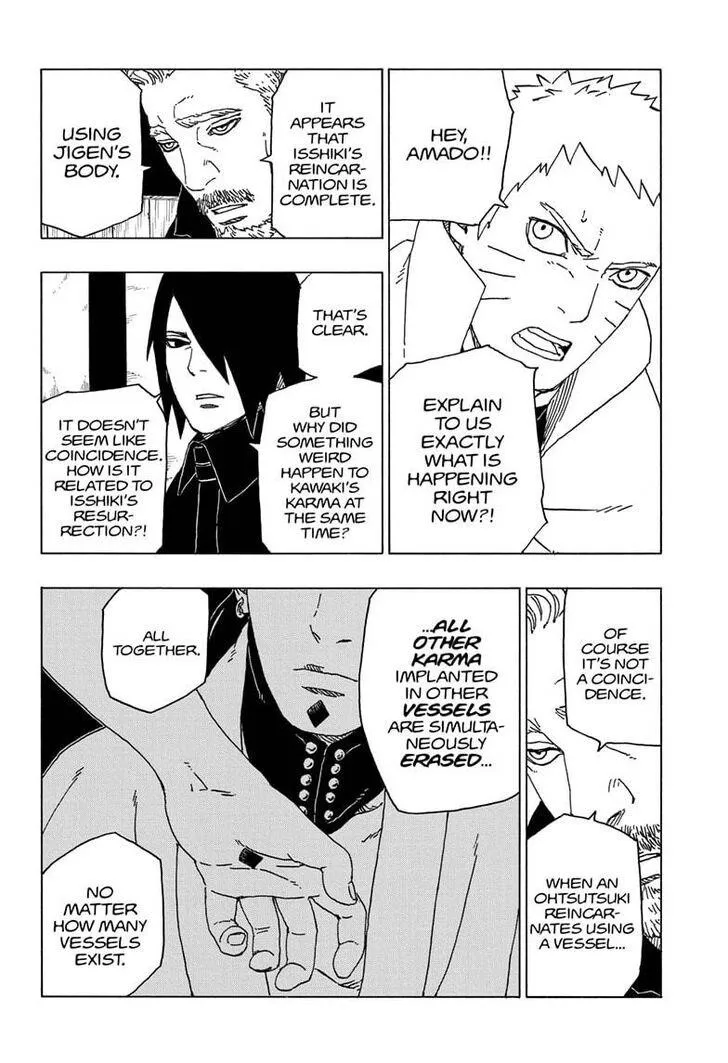 HEY,
AMADO!!
EXPLAIN
TO US
EXACTLY
WHAT IS
HAPPENING
RIGHT
NOW?!
IT
APPEARS
THAT
ISSHIKI'S
REINCAR-
NATION IS
COMPLETE.
USING
JIGEN'S
BODY.
THAT'S
CLEAR.
BUT
WHY DID
SOMETHING
WEIRD
HAPPEN TO
KAWAKI'S
KARMA AT
THE SAME
TIME?
IT DOESN'T
SEEM LIKE
COINCIDENCE.
HOW IS IT
RELATED TO
ISSHIKI'S
RESUR-
RECTION?!
OF
COURSE
IT'S NOT
A COINCI-
DENCE.
WHEN AN
OHTSUTSUKI
REINCAR-
NATES USING
A VESSEL...
...ALL
OTHER
KARMA
IMPLANTED
IN OTHER
VESSELS
ARE SIMULTA-
NEOUSLY
ERASED...
ALL
TOGETHER.
NO
MATTER
HOW MANY
VESSELS
EXIST.